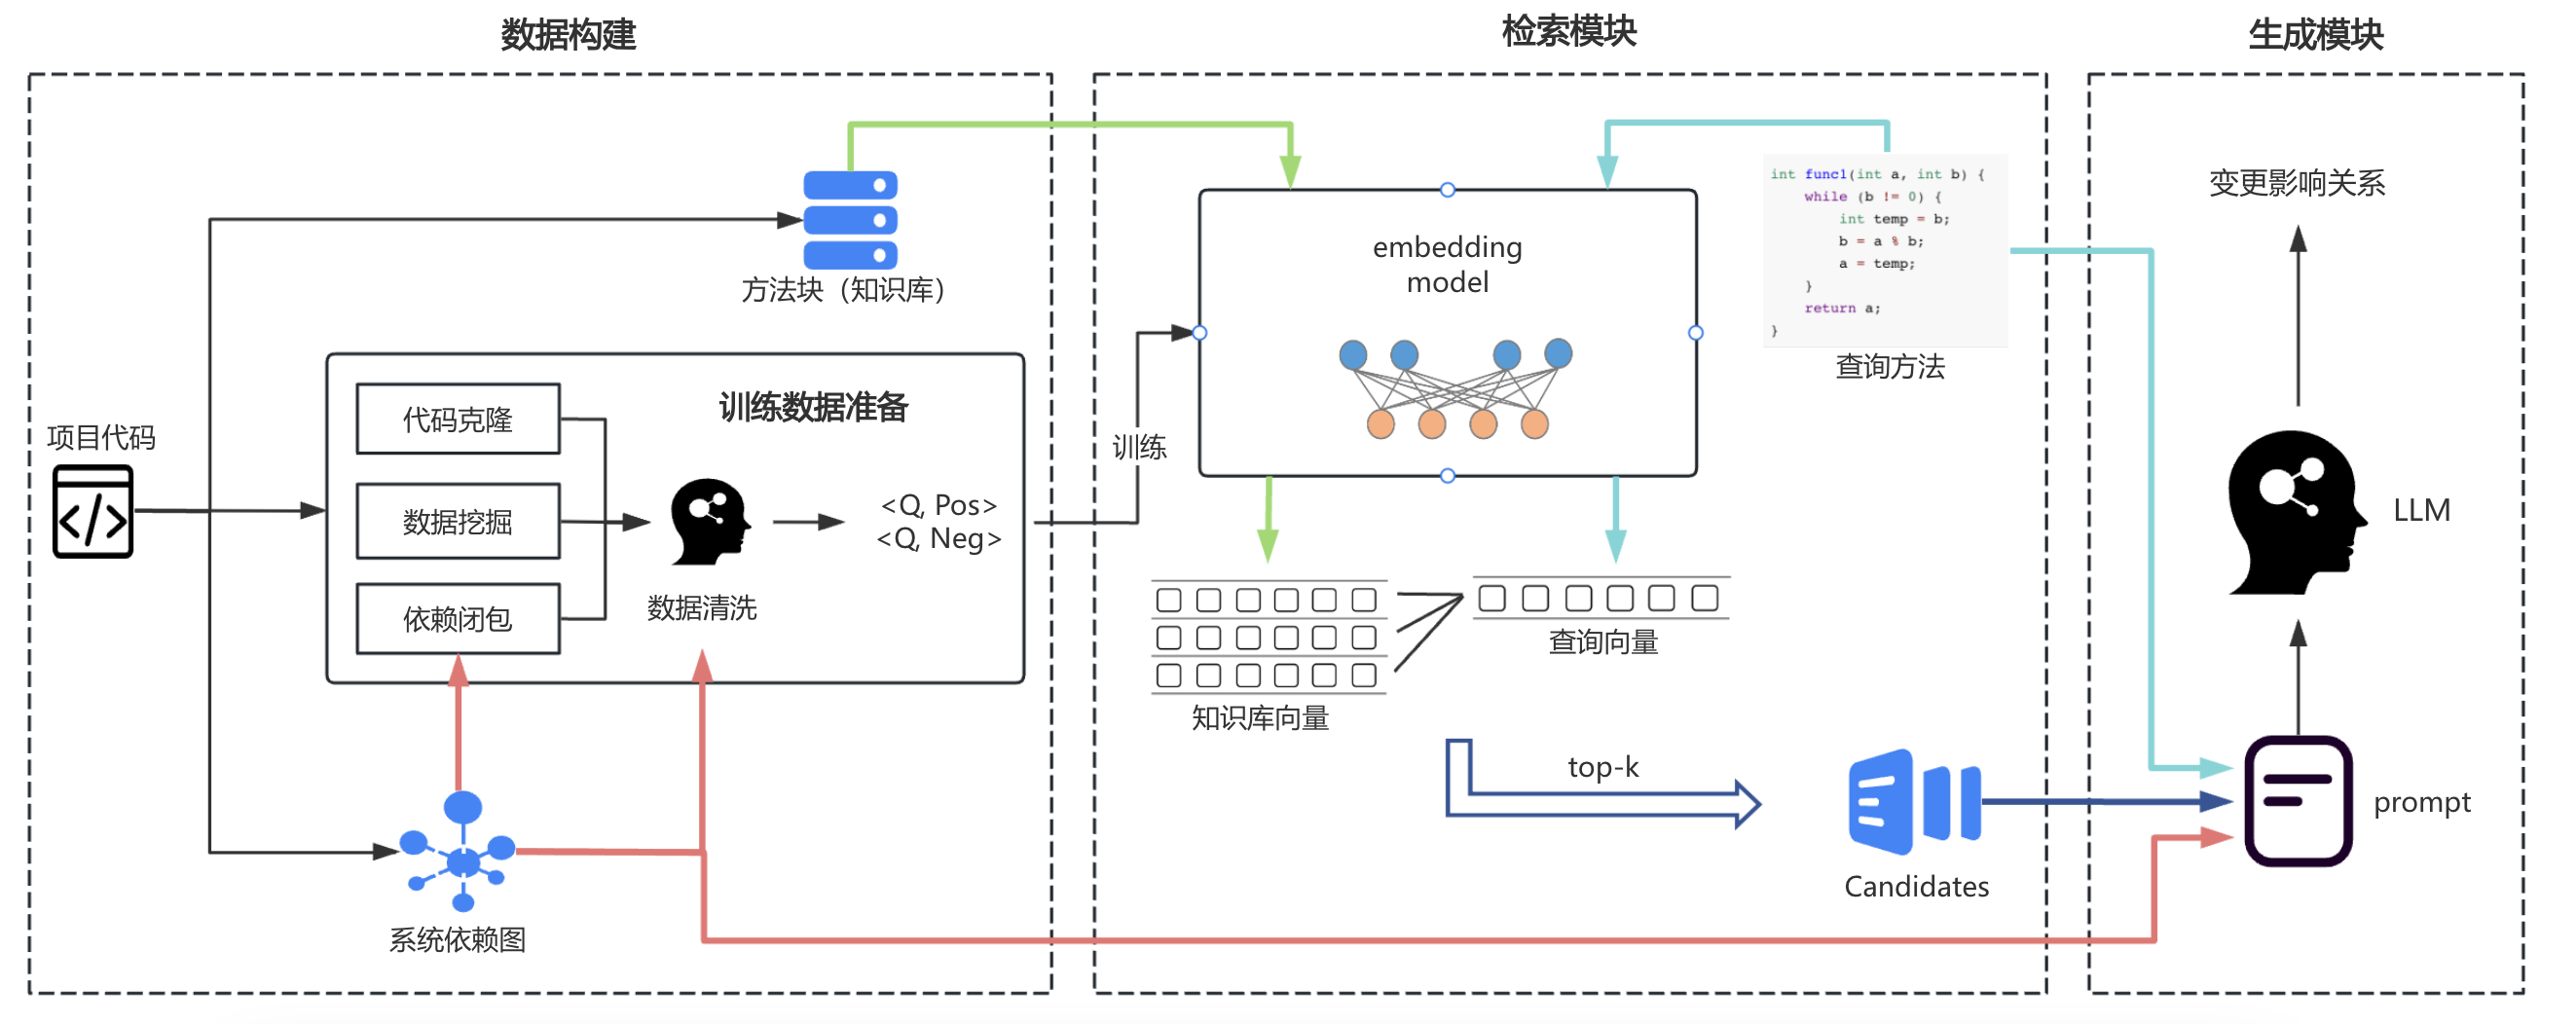 数据构建
检索模块
生成模块
方法块（知识库）
项目代码
训练数据准备
代码克隆
数据挖掘
依赖闭包
数据清洗
<Q, Pos>
<Q, Neg>
系统依赖图
训练
embedding
model
int func1(int a, int b) {
    while (b != 0) {
        int temp = b;
        b = a % b;
        a = temp;
    }
    return a;
}
查询方法
知识库向量
查询向量
top-k
Candidates
变更影响关系
LLM
prompt